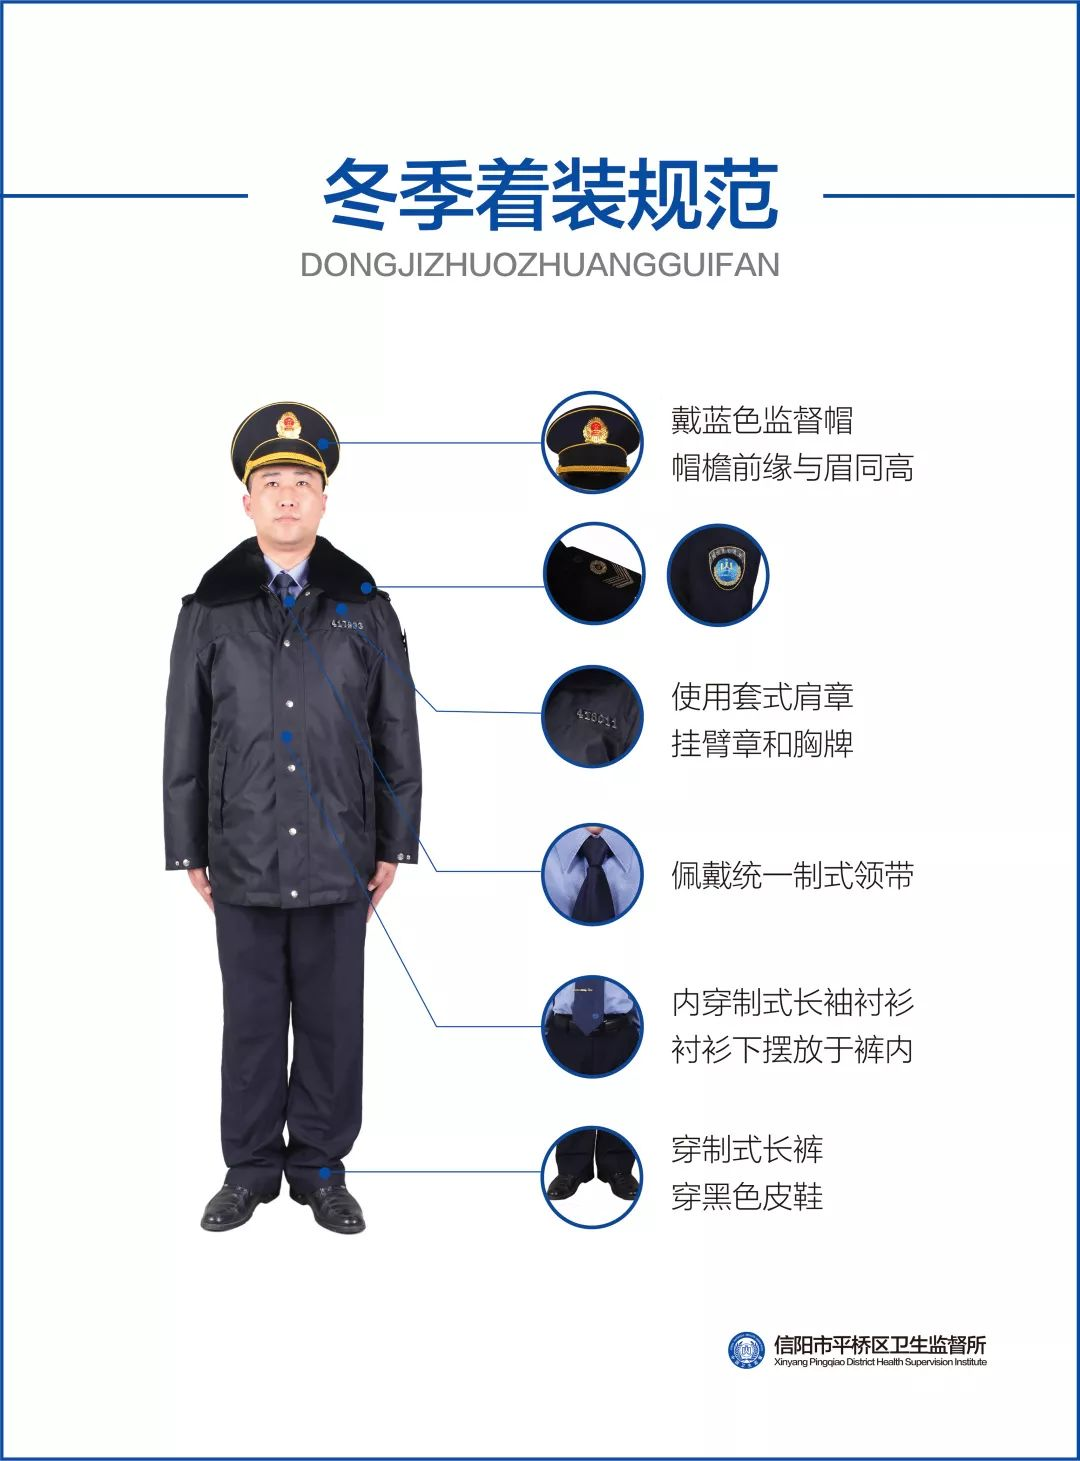 冬季着装规范
DONGJIZHUOZHUANGGUIFAN
戴蓝色监督帽
帽檐前缘与眉同高
417993
418011
使用套式肩章
挂臂章和胸牌
佩戴统一制式领带
内穿制式长袖衬衫
衬衫下摆放于裤内
穿制式长裤
穿黑色皮鞋
信阳市平桥区卫生监督所
Xinyang Pingqiao District Health Supervision Institute